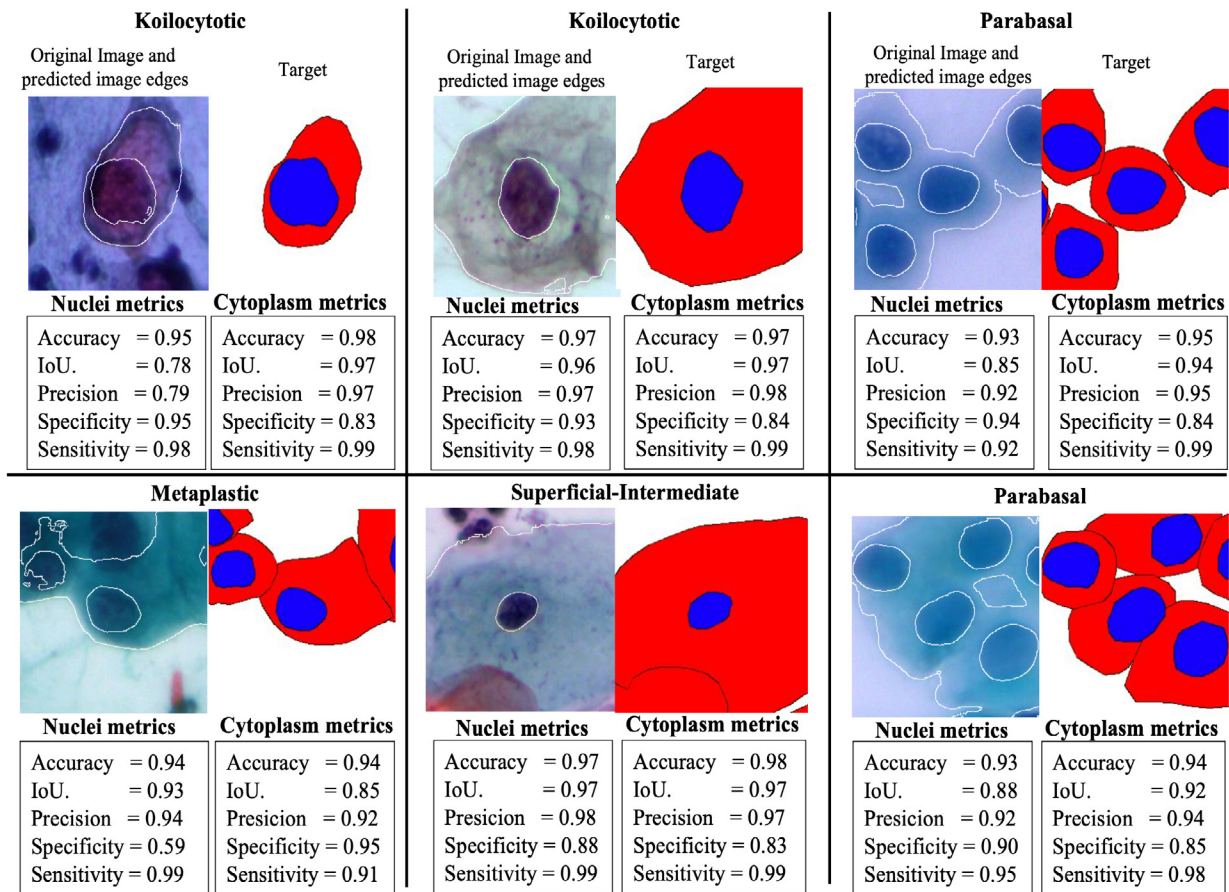 Koilocytotic
Original Image and
predicted image edges
Target
Nuclei metrics
Cytoplasm metrics
Accuracy = 0.95
IoU. = 0.78
Precision = 0.79
Specificity = 0.95
Sensitivity = 0.98
Accuracy = 0.98
IoU. = 0.97
Precision = 0.97
Specificity = 0.83
Sensitivity = 0.99
Koilocytotic
Original Image and
predicted image edges
Target
Nuclei metrics
Cytoplasm metrics
Accuracy = 0.97
IoU. = 0.96
Precision = 0.97
Specificity = 0.93
Sensitivity = 0.98
Accuracy = 0.97
IoU. = 0.97
Presicion = 0.98
Specificity = 0.84
Sensitivity = 0.99
Parabasal
Original Image and
predicted image edges
Target
Nuclei metrics
Cytoplasm metrics
Accuracy = 0.93
IoU. = 0.85
Precision = 0.92
Specificity = 0.94
Sensitivity = 0.92
Accuracy = 0.95
IoU. = 0.94
Precision = 0.95
Specificity = 0.84
Sensitivity = 0.99
Metaplastic
Nuclei metrics
Cytoplasm metrics
Accuracy = 0.94
IoU. = 0.93
Precision = 0.94
Specificity = 0.59
Sensitivity = 0.99
Accuracy = 0.94
IoU. = 0.85
Presicion = 0.92
Specificity = 0.95
Sensitivity = 0.91
Superficial-Intermediate
Nuclei metrics
Cytoplasm metrics
Accuracy = 0.97
IoU. = 0.97
Presicion = 0.98
Specificity = 0.88
Sensitivity = 0.99
Accuracy = 0.98
IoU. = 0.97
Precision = 0.97
Specificity = 0.83
Sensitivity = 0.99
Parabasal
Nuclei metrics
Cytoplasm metrics
Accuracy = 0.93
IoU. = 0.88
Precision = 0.92
Specificity = 0.90
Sensitivity = 0.95
Accuracy = 0.94
IoU. = 0.92
Precision = 0.94
Specificity = 0.85
Sensitivity = 0.98